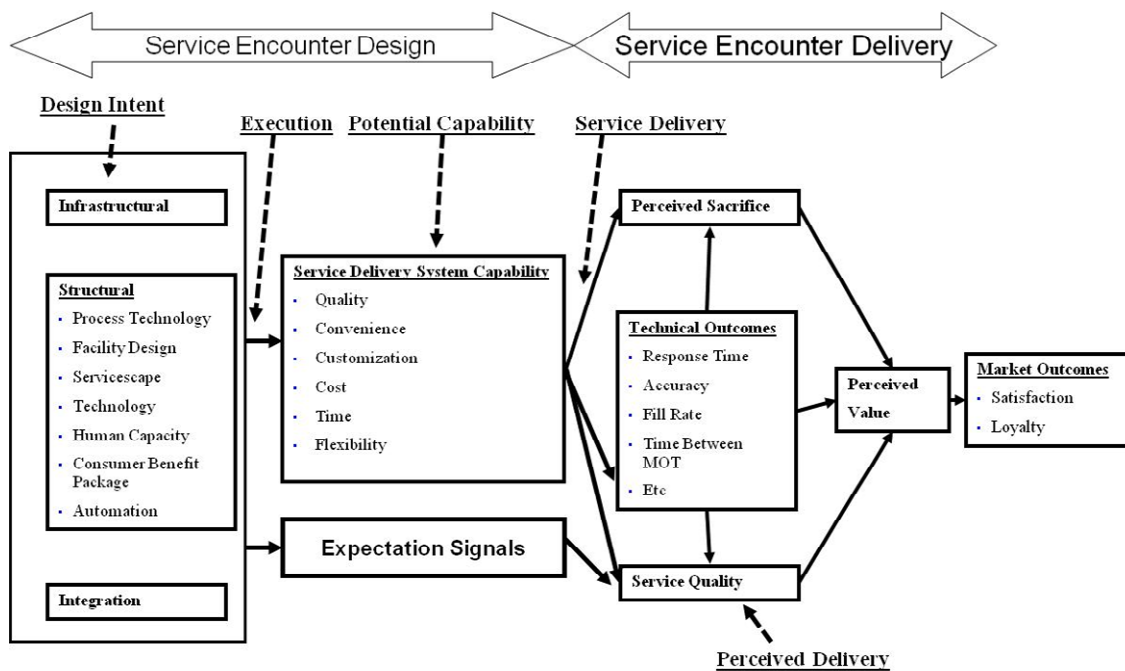 Service Encounter Design
Service Encounter Delivery
Design Intent
Execution
Potential Capability
Service Delivery
Infrastructural
Structural
Process Technology
Facility Design
Servicescape
Technology
Human Capacity
Consumer Benefit
Package
Automation
Integration
Service Delivery System Capability
Quality
Convenience
Customization
Cost
Time
Flexibility
Expectation Signals
Perceived Sacrifice
Technical Outcomes
Response Time
Accuracy
Fill Rate
Time Between
MOT
Etc
Service Quality
Perceived
Value
Market Outcomes
Satisfaction
Loyalty
Perceived Delivery